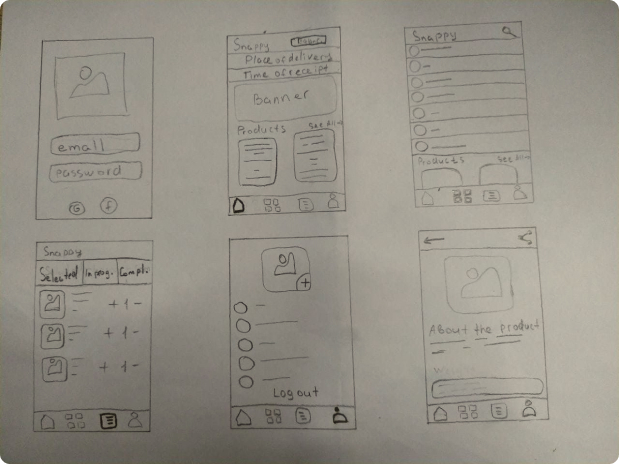 email
password
G
f
Snappy
Place of delivery
Time of receipt
Banner
Products See All
Snappy
Products See All
Snappy
Selected In prog. Compl.
+ 1 -
+ 1 -
+ 1 -
+
Log out
About the product